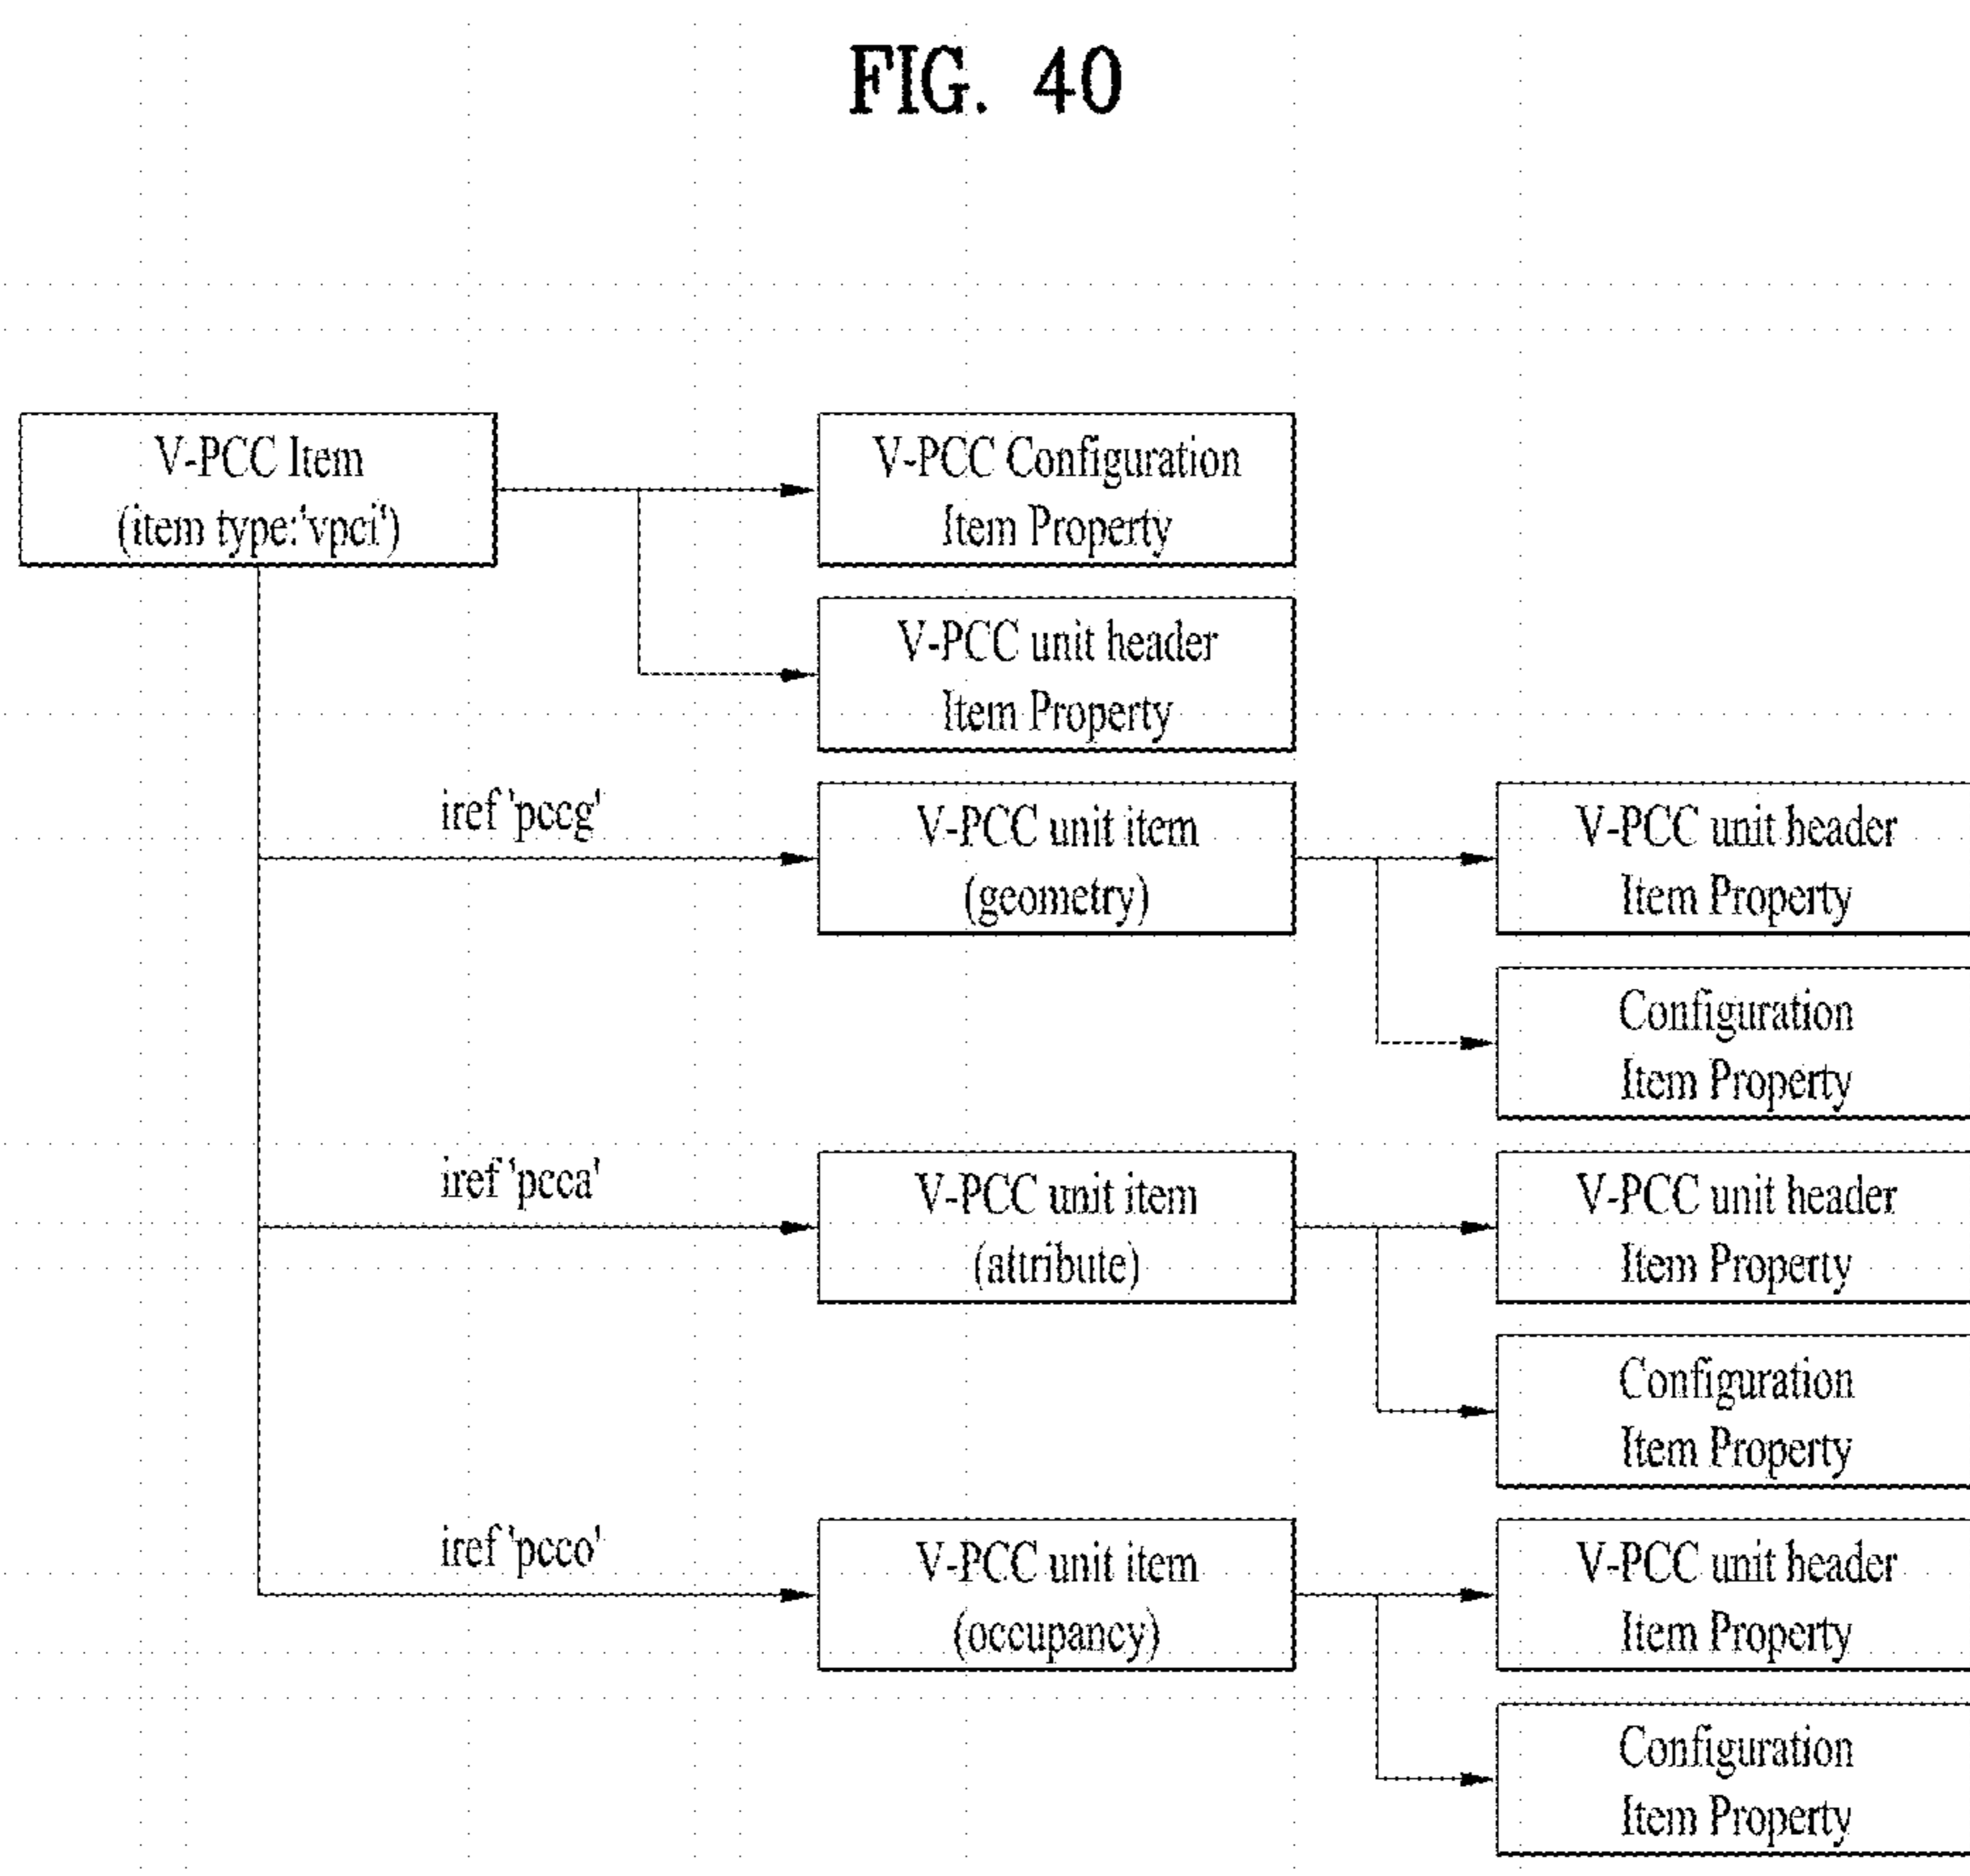 FIG. 40
V-PCC Item
(item type:'vpci')
V-PCC Configuration
Item Property
V-PCC unit header
Item Property
iref 'pccg'
V-PCC unit item
(geometry)
V-PCC unit header
Item Property
Configuration
Item Property
iref 'pcca'
V-PCC unit item
(attribute)
V-PCC unit header
Item Property
Configuration
Item Property
iref 'pcco'
V-PCC unit item
(occupancy)
V-PCC unit header
Item Property
Configuration
Item Property